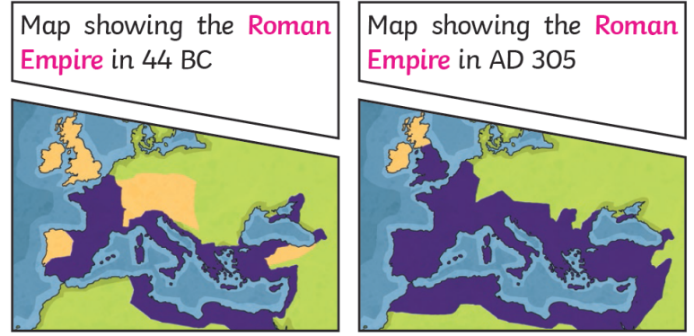 Map showing the Roman
Empire in 44 BC
Map showing the Roman
Empire in AD 305